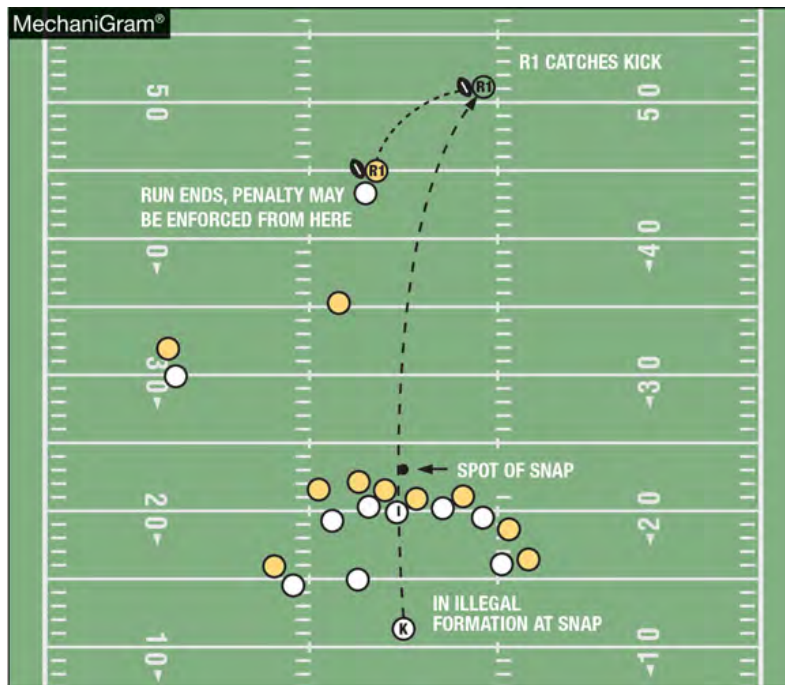 MechaniGram®
R1 CATCHES KICK
R1
50
50
R1
RUN ENDS, PENALTY MAY
BE ENFORCED FROM HERE
0
40
30
30
SPOT OF SNAP
20
I
20
IN ILLEGAL
FORMATION AT SNAP
K
10
10